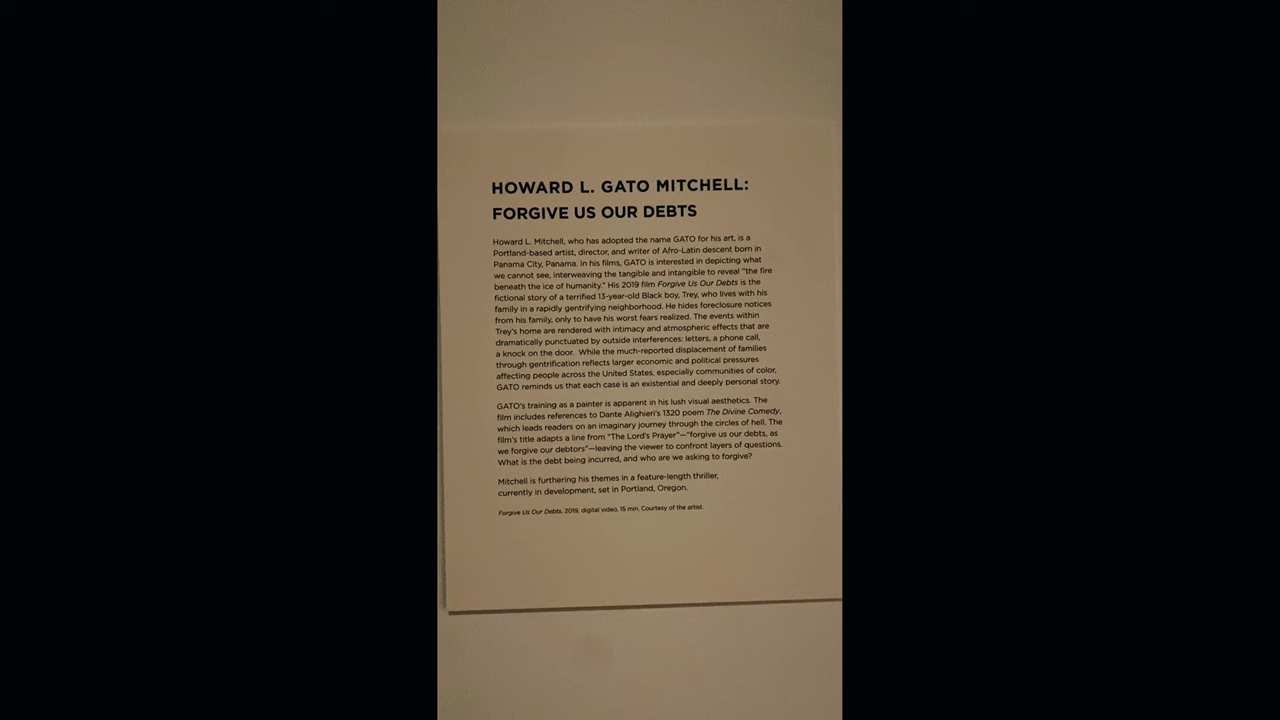 HOWARD L. GATO MITCHELL:
FORGIVE US OUR DEBTS
Howard L. Mitchell, who has adopted the name GATO for his art, is a
Portland-based artist, director, and writer of Afro-Latin descent born in
Panama City, Panama. In his films, GATO is interested in depicting what
we cannot see, interweaving the tangible and intangible to reveal "the fire
beneath the ice of humanity." His 2019 film Forgive Us Our Debts is the
fictional story of a terrified 13-year-old Black boy, Trey, who lives with his
family in a rapidly gentrifying neighborhood. He hides foreclosure notices
from his family, only to have his worst fears realized. The events within
Trey's home are rendered with intimacy and atmospheric effects that are
dramatically punctuated by outside interferences: letters, a phone call,
a knock on the door. While the much-reported displacement of families
through gentrification reflects larger economic and political pressures
affecting people across the United States, especially communities of color,
GATO reminds us that each case is an existential and deeply personal story.
GATO's training as a painter is apparent in his lush visual aesthetics. The
film includes references to Dante Alighieri's 1320 poem The Divine Comedy,
which leads readers on an imaginary journey through the circles of hell. The
film's title adapts a line from "The Lord's Prayer"—"forgive us our debts, as
we forgive our debtors"—leaving the viewer to confront layers of questions.
What is the debt being incurred, and who are we asking to forgive?
Mitchell is furthering his themes in a feature-length thriller,
currently in development, set in Portland, Oregon.
Forgive Us Our Debts, 2019, digital video, 15 min. Courtesy of the artist.